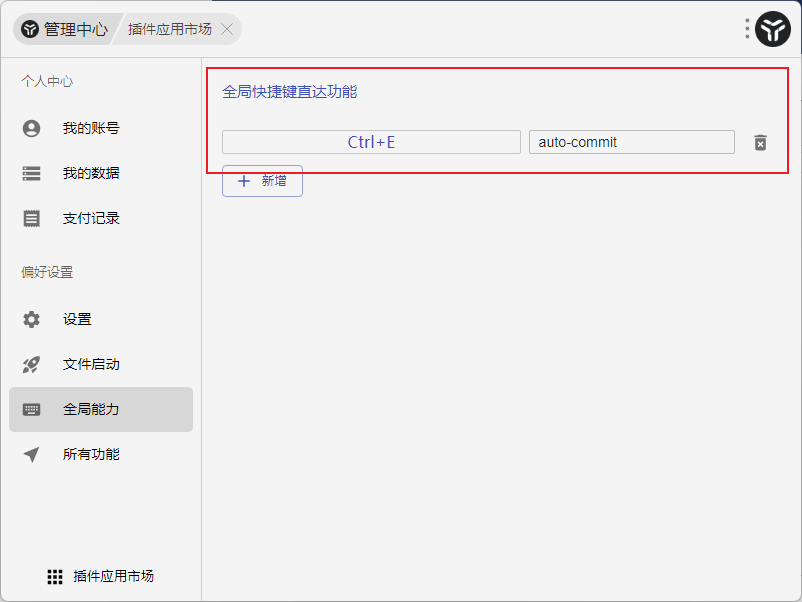 管理中心
插件应用市场
个人中心
我的账号
我的数据
支付记录
偏好设置
设置
文件启动
全局能力
所有功能
插件应用市场
全局快捷键直达功能
Ctrl+E
auto-commit
新增